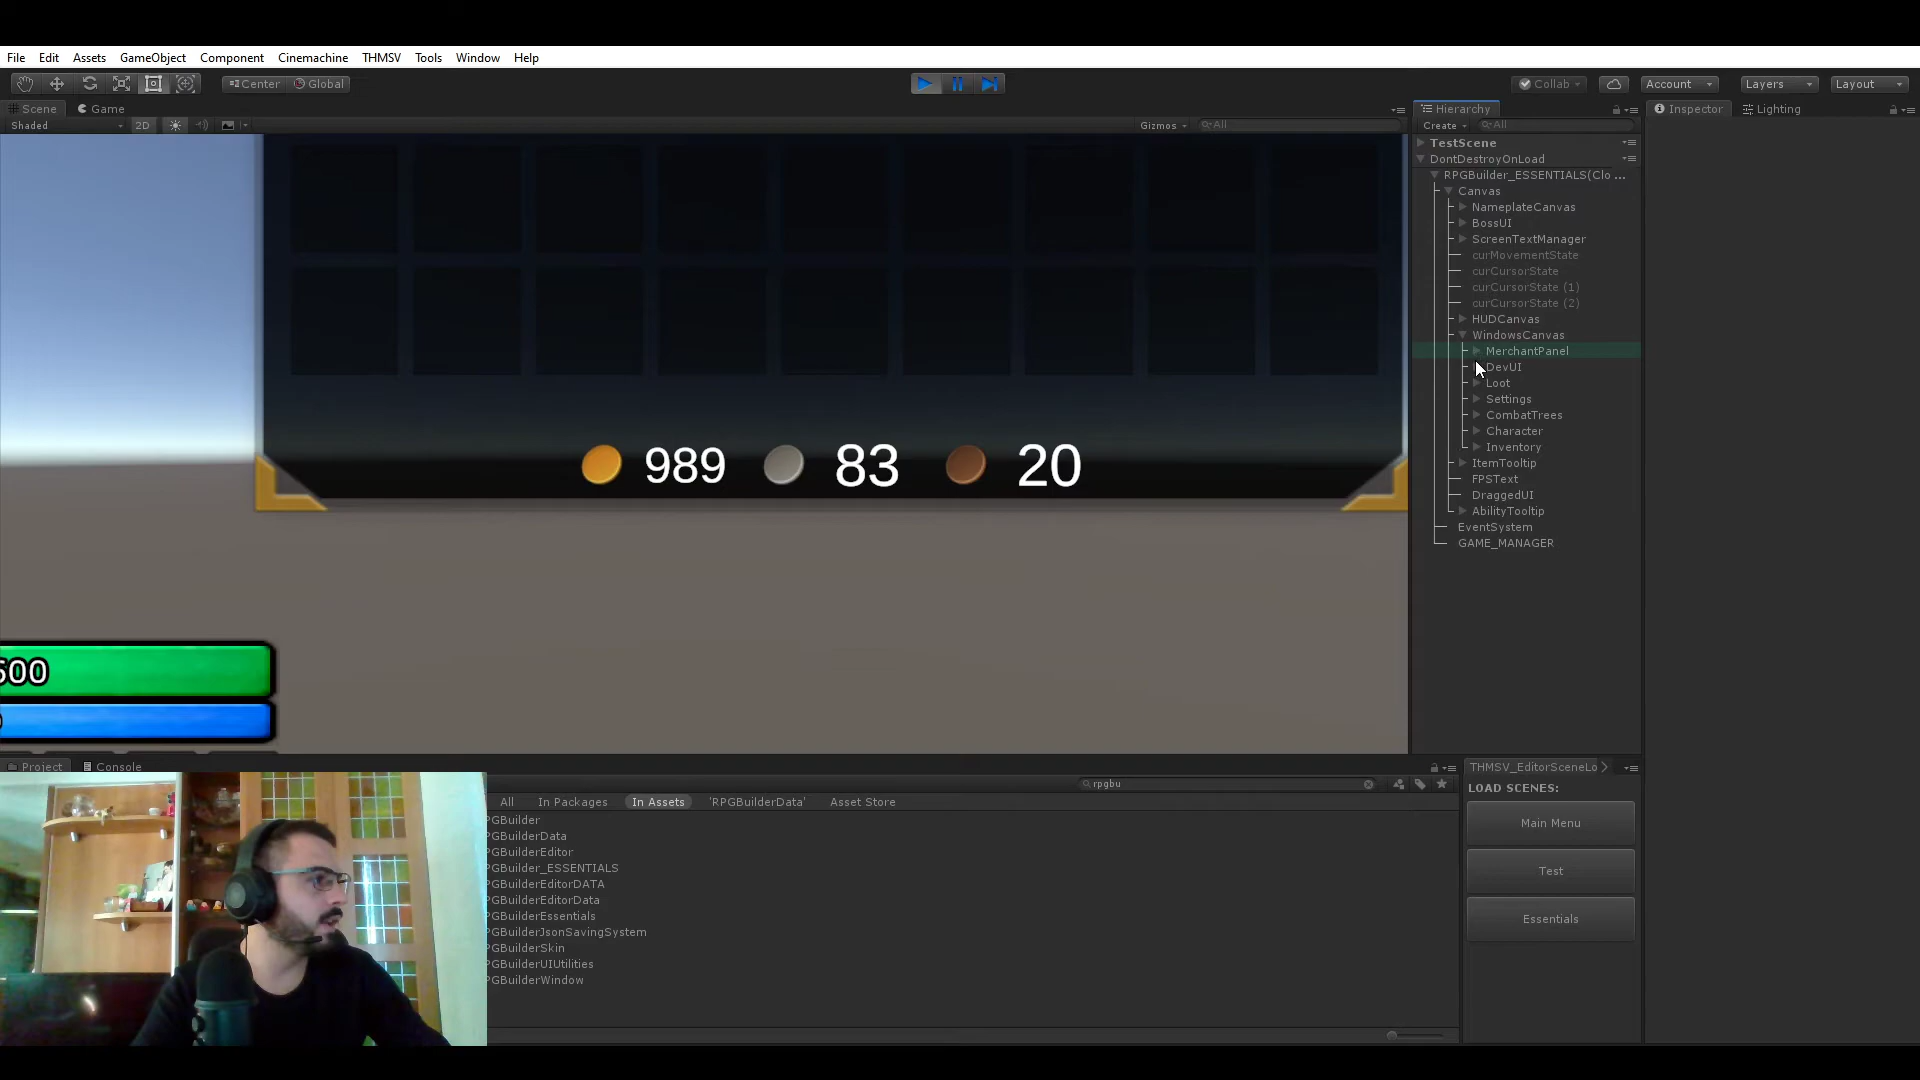 File Edit Assets GameObject Component Cinemachine THMSV Tools Window Help
Center Global Collab Account Layers Layout
Scene Game
Shaded 2D Gizmos All
989 83 20
500
Hierarchy
Create All
TestScene
DontDestroyOnLoad
RPGBuilder_ESSENTIALS(Clo ...
Canvas
NameplateCanvas
BossUI
ScreenTextManager
curMovementState
curCursorState
curCursorState (1)
curCursorState (2)
HUDCanvas
WindowsCanvas
MerchantPanel
DevUI
Loot
Settings
CombatTrees
Character
Inventory
ItemTooltip
FPSText
DraggedUI
AbilityTooltip
EventSystem
GAME_MANAGER
Inspector Lighting
Project Console
rpgbu
All In Packages In Assets 'RPGBuilderData' Asset Store
PGBuilder
PGBuilderData
PGBuilderEditor
PGBuilder_ESSENTIALS
PGBuilderEditorDATA
PGBuilderEditorData
PGBuilderEssentials
PGBuilderJsonSavingSystem
PGBuilderSkin
PGBuilderUIUtilities
PGBuilderWindow
THMSV_EditorSceneLo
LOAD SCENES:
Main Menu
Test
Essentials